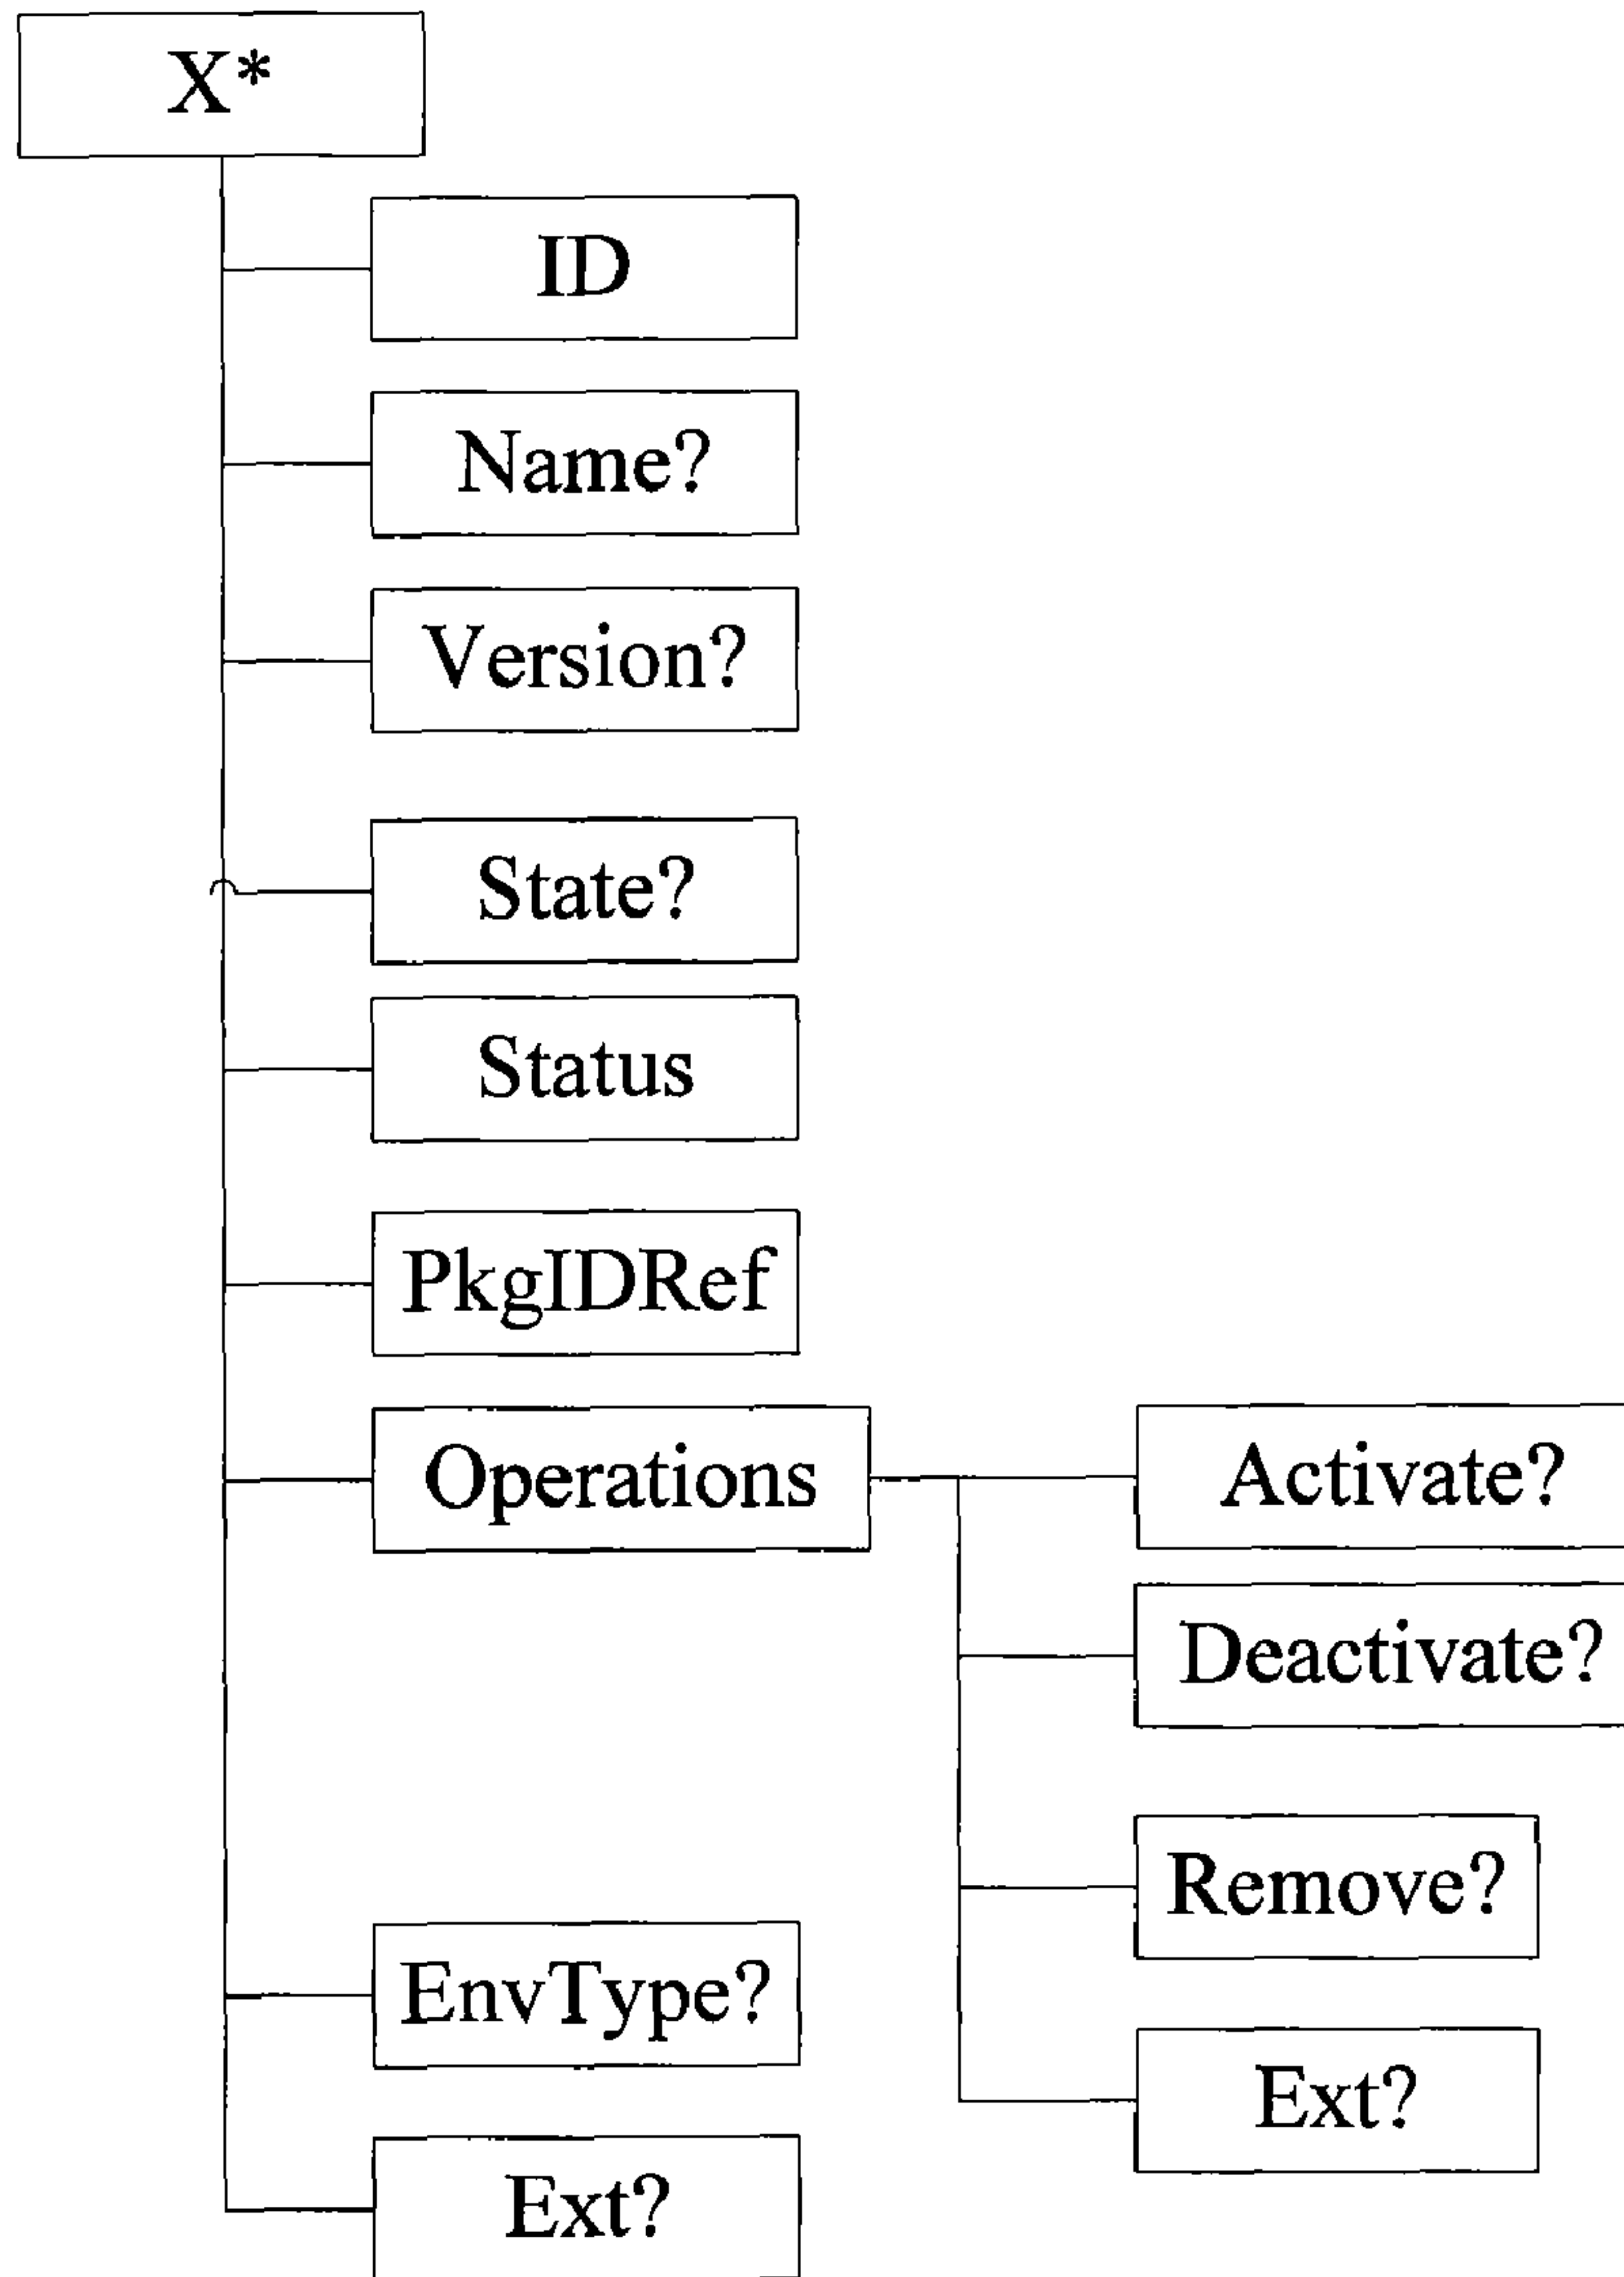 X*
ID
Name?
Version?
State?
Status
PkgIDRef
Operations
Activate?
Deactivate?
Remove?
Ext?
EnvType?
Ext?